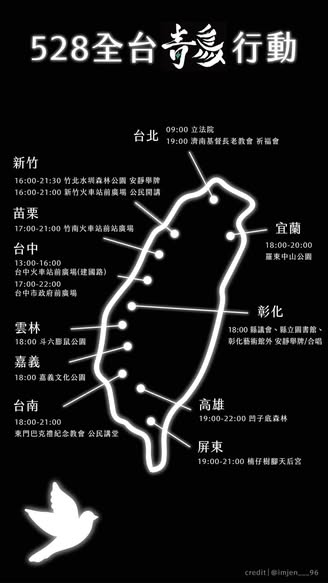 528全台青鳥行動
台北
09:00 立法院
19:00 濟南基督長老教會 祈福會
新竹
16:00-21:30 竹北水圳森林公園 安靜舉牌
16:00-21:00 新竹火車站前廣場 公民開講
苗栗
17:00-21:00 竹南火車站前廣場
宜蘭
18:00-20:00
羅東中山公園
台中
13:00-16:00
台中火車站前廣場(建國路)
17:00-22:00
台中市政府前廣場
彰化
18:00 縣議會、縣立圖書館、
彰化藝術館外 安靜舉牌/合唱
雲林
18:00 斗六膨鼠公園
嘉義
18:00 嘉義文化公園
台南
18:00-21:00
東門巴克禮紀念教會 公民講堂
高雄
19:00-22:00 凹子底森林
屏東
19:00-21:00 楠仔樹腳天后宮
credit|@imjen___96